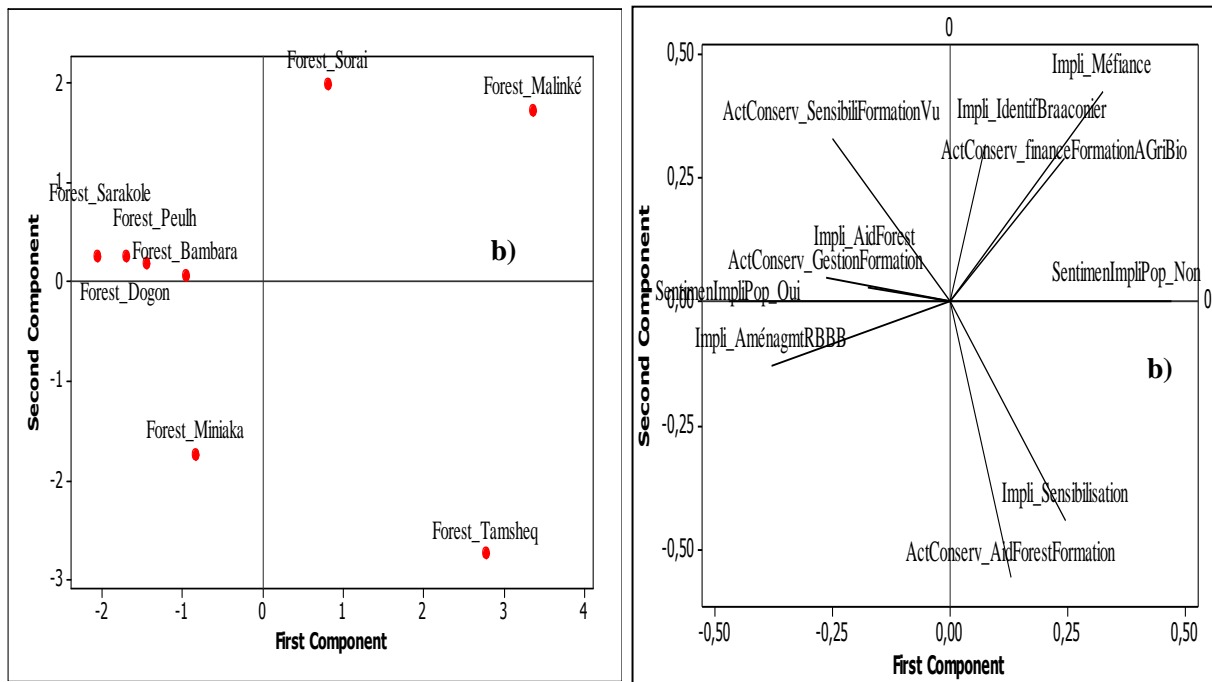 2
1
0
-1
-2
-3
Second Component
Forest_Sorai
Forest_Malinké
Forest_Sarakole
Forest_Peulh
Forest_Bambara
b)
Forest_Dogon
Forest_Miniaka
Forest_Tamsheq
-2 -1 0 1 2 3 4
First Component
0
0,50
0,25
0,00
-0,25
-0,50
Second Component
Impli_Méfiance
ActConserv_SensibiliFormationVu
Impli_IdentifBraaconier
ActConserv_financeFormationAGriBio
Impli_AidForest
ActConserv_GestionFormation
SentimenImpliPop_Non
SentimenImpliPop_Oui
0
Impli_AménagmtRBBB
b)
Impli_Sensibilisation
ActConserv_AidForestFormation
-0,50 -0,25 0,00 0,25 0,50
First Component